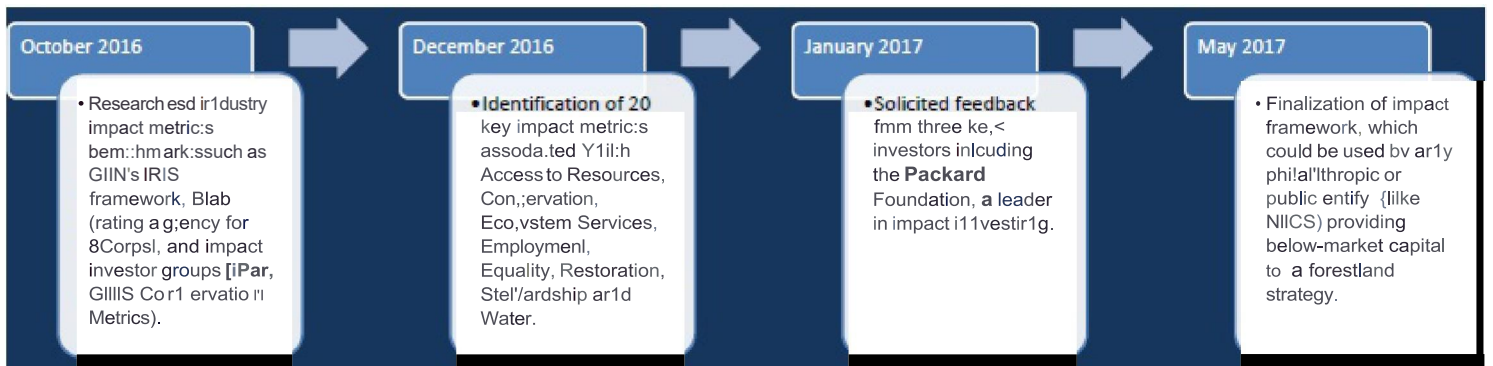 October 2016
• Research esd ir1dustry
impact metric:s
bem::hmark:ssuch as
GIIN's IRIS
framework, Blab
(rating a g;ency for
8Corpsl, and impact
investor groups [iPar,
GIIIIS Co r1 ervatio I'I
Metrics).
December 2016
•Identification of 20
key impact metric:s
assoda.ted Y1il:h
Access to Resources,
Con,;ervation,
Eco,vstem Services,
Employmenl,
Equality, Restoration,
Stel'/ardship ar1d
Water.
January 2017
•Solicited feedback
fmm three ke,<
investors inlcuding
the Packard
Foundation, a leader
in impact i11vestir1g.
May 2017
• Finalization of impact
framework, which
could be used bv ar1y
phi!al'Ithropic or
public entify {lilke
NIICS) providing
below-market capital
to a forestland
strategy.